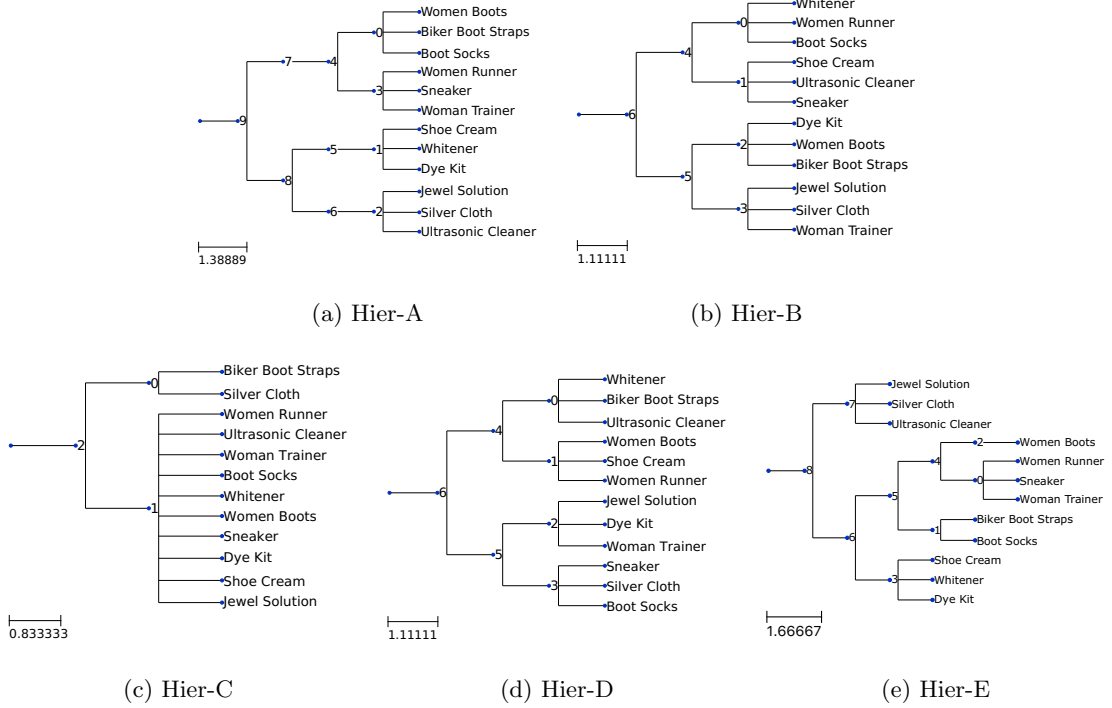 Women Boots
0 Biker Boot Straps
Boot Socks
7 4
Women Runner
3 Sneaker
Woman Trainer
9
Shoe Cream
5 1 Whitener
Dye Kit
8
Jewel Solution
6 2 Silver Cloth
Ultrasonic Cleaner
1.38889
(a) Hier-A
Whitener
0 Women Runner
Boot Socks
4
Shoe Cream
1 Ultrasonic Cleaner
Sneaker
6
Dye Kit
2 Women Boots
Biker Boot Straps
5
Jewel Solution
3 Silver Cloth
Woman Trainer
1.11111
(b) Hier-B
Biker Boot Straps
0
Silver Cloth
2
Women Runner
Ultrasonic Cleaner
Woman Trainer
Boot Socks
Whitener
1
Women Boots
Sneaker
Dye Kit
Shoe Cream
Jewel Solution
0.833333
(c) Hier-C
Whitener
0 Biker Boot Straps
Ultrasonic Cleaner
4
Women Boots
1 Shoe Cream
Women Runner
6
Jewel Solution
2 Dye Kit
Woman Trainer
5
Sneaker
3 Silver Cloth
Boot Socks
1.11111
(d) Hier-D
Jewel Solution
7 Silver Cloth
Ultrasonic Cleaner
8
2 Women Boots
4
Women Runner
0 Sneaker
Woman Trainer
5
Biker Boot Straps
1
Boot Socks
6
Shoe Cream
3 Whitener
Dye Kit
1.66667
(e) Hier-E